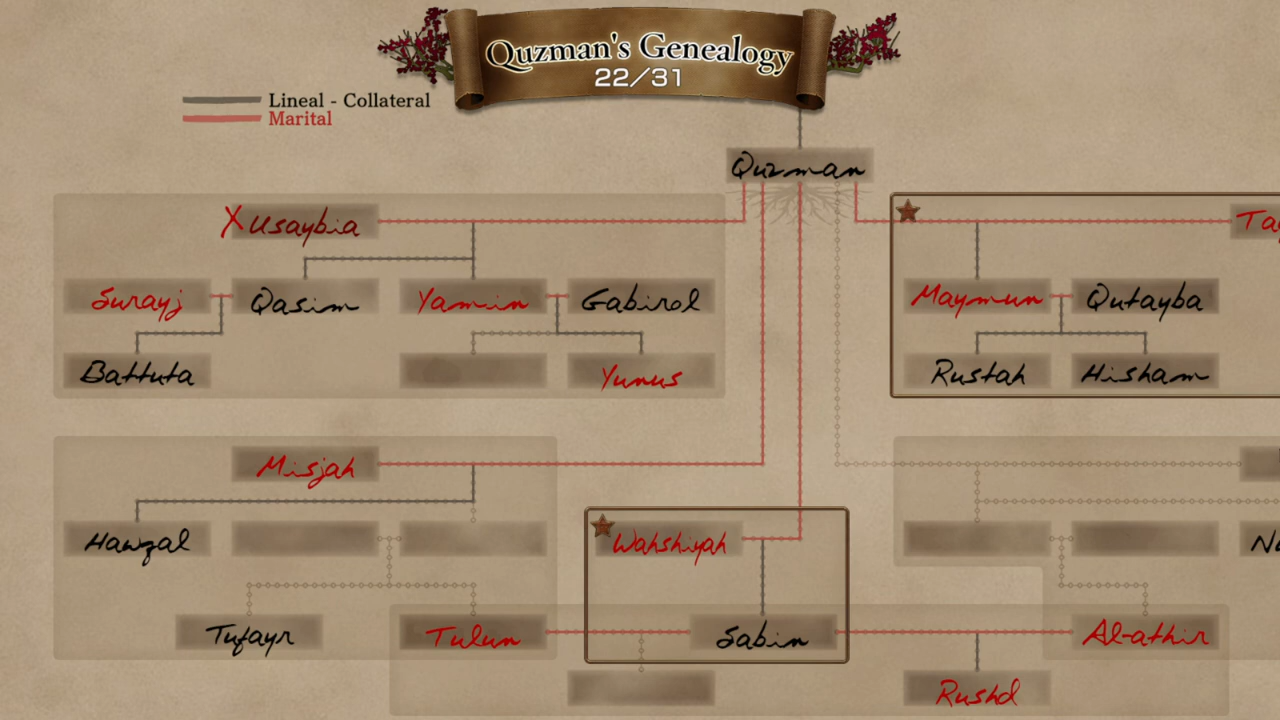 Quzman's Genealogy
22/31
Lineal - Collateral
Marital
Quzman
X Usaybia
Surayj
Qasim
Yamin
Gabirol
Maymun
Qutayba
Battuta
Yunus
Rustah
Hisham
Misjah
Hawqal
Wahshiyah
Tufayr
Tulun
Sabin
Al-athir
Rushd